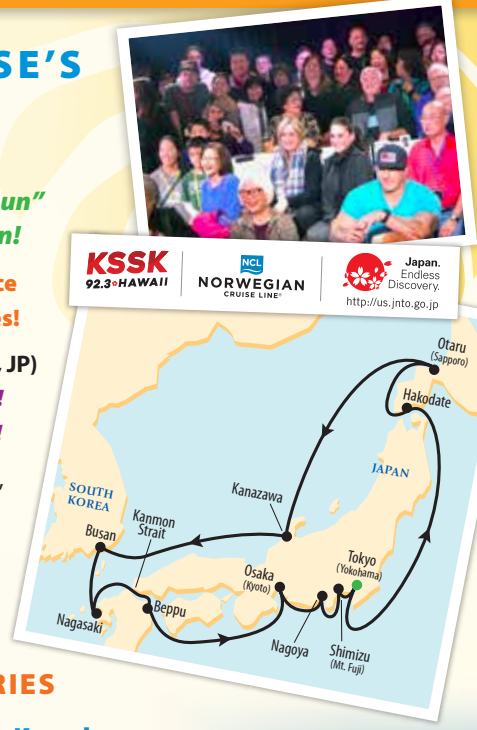 SE’S
un”
n!
ce
es!
, JP)
!
!
,
RIES
KSSK
92.3 HAWAII
NCL
NORWEGIAN
CRUISE LINE®
Japan.
Endless
Discovery.
http://us.jnto.go.jp
Otaru
(Sapporo)
Hakodate
JAPAN
Kanazawa
SOUTH
KOREA
Kanmon
Strait
Busan
Tokyo
(Yokohama)
Osaka
(Kyoto)
Beppu
Nagasaki
Nagoya
Shimizu
(Mt. Fuji)